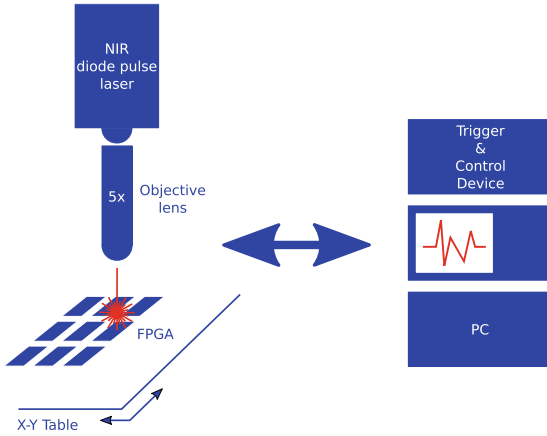 NIR
diode pulse
laser
5x
Objective
lens
FPGA
X-Y Table
Trigger
&
Control
Device
PC